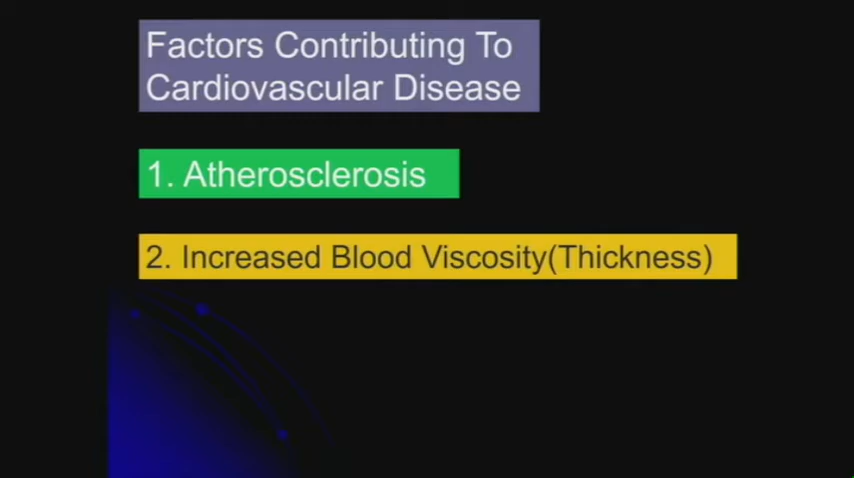 Factors Contributing To
Cardiovascular Disease
1. Atherosclerosis
2. Increased Blood Viscosity(Thickness)